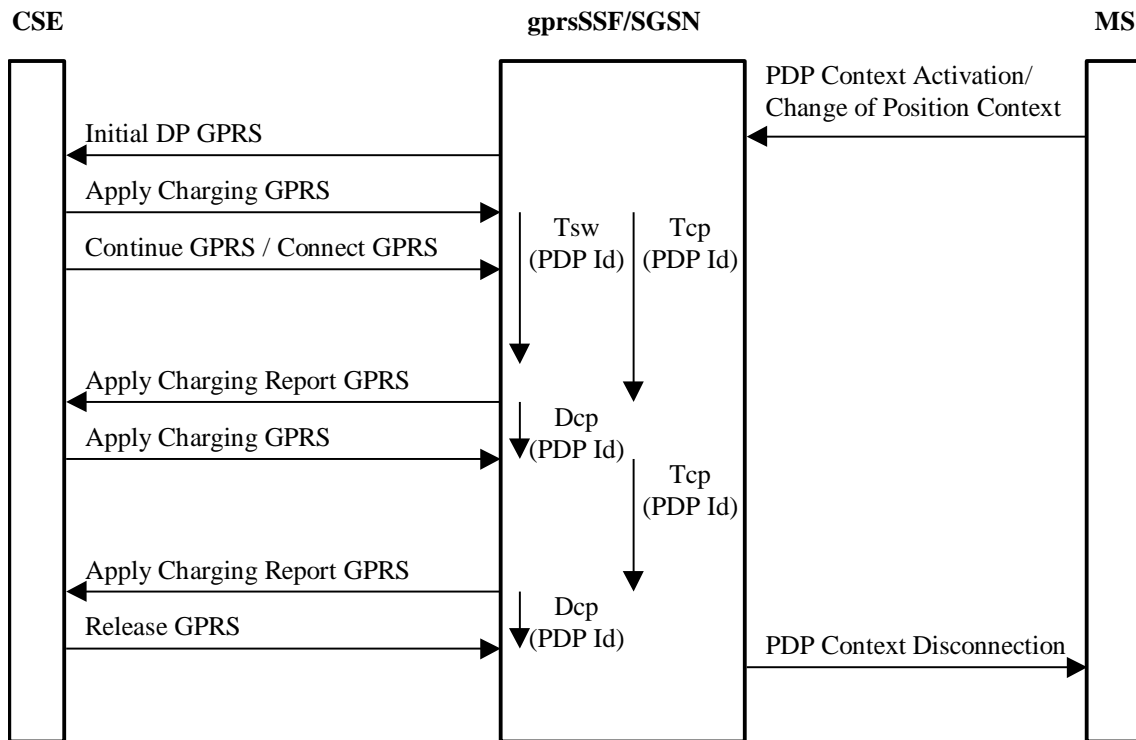 CSE
gprsSSF/SGSN
MS
PDP Context Activation/
Change of Position Context
Initial DP GPRS
Apply Charging GPRS
Tsw
(PDP Id)
Tcp
(PDP Id)
Continue GPRS / Connect GPRS
Apply Charging Report GPRS
Dcp
(PDP Id)
Apply Charging GPRS
Tcp
(PDP Id)
Apply Charging Report GPRS
Dcp
(PDP Id)
Release GPRS
PDP Context Disconnection